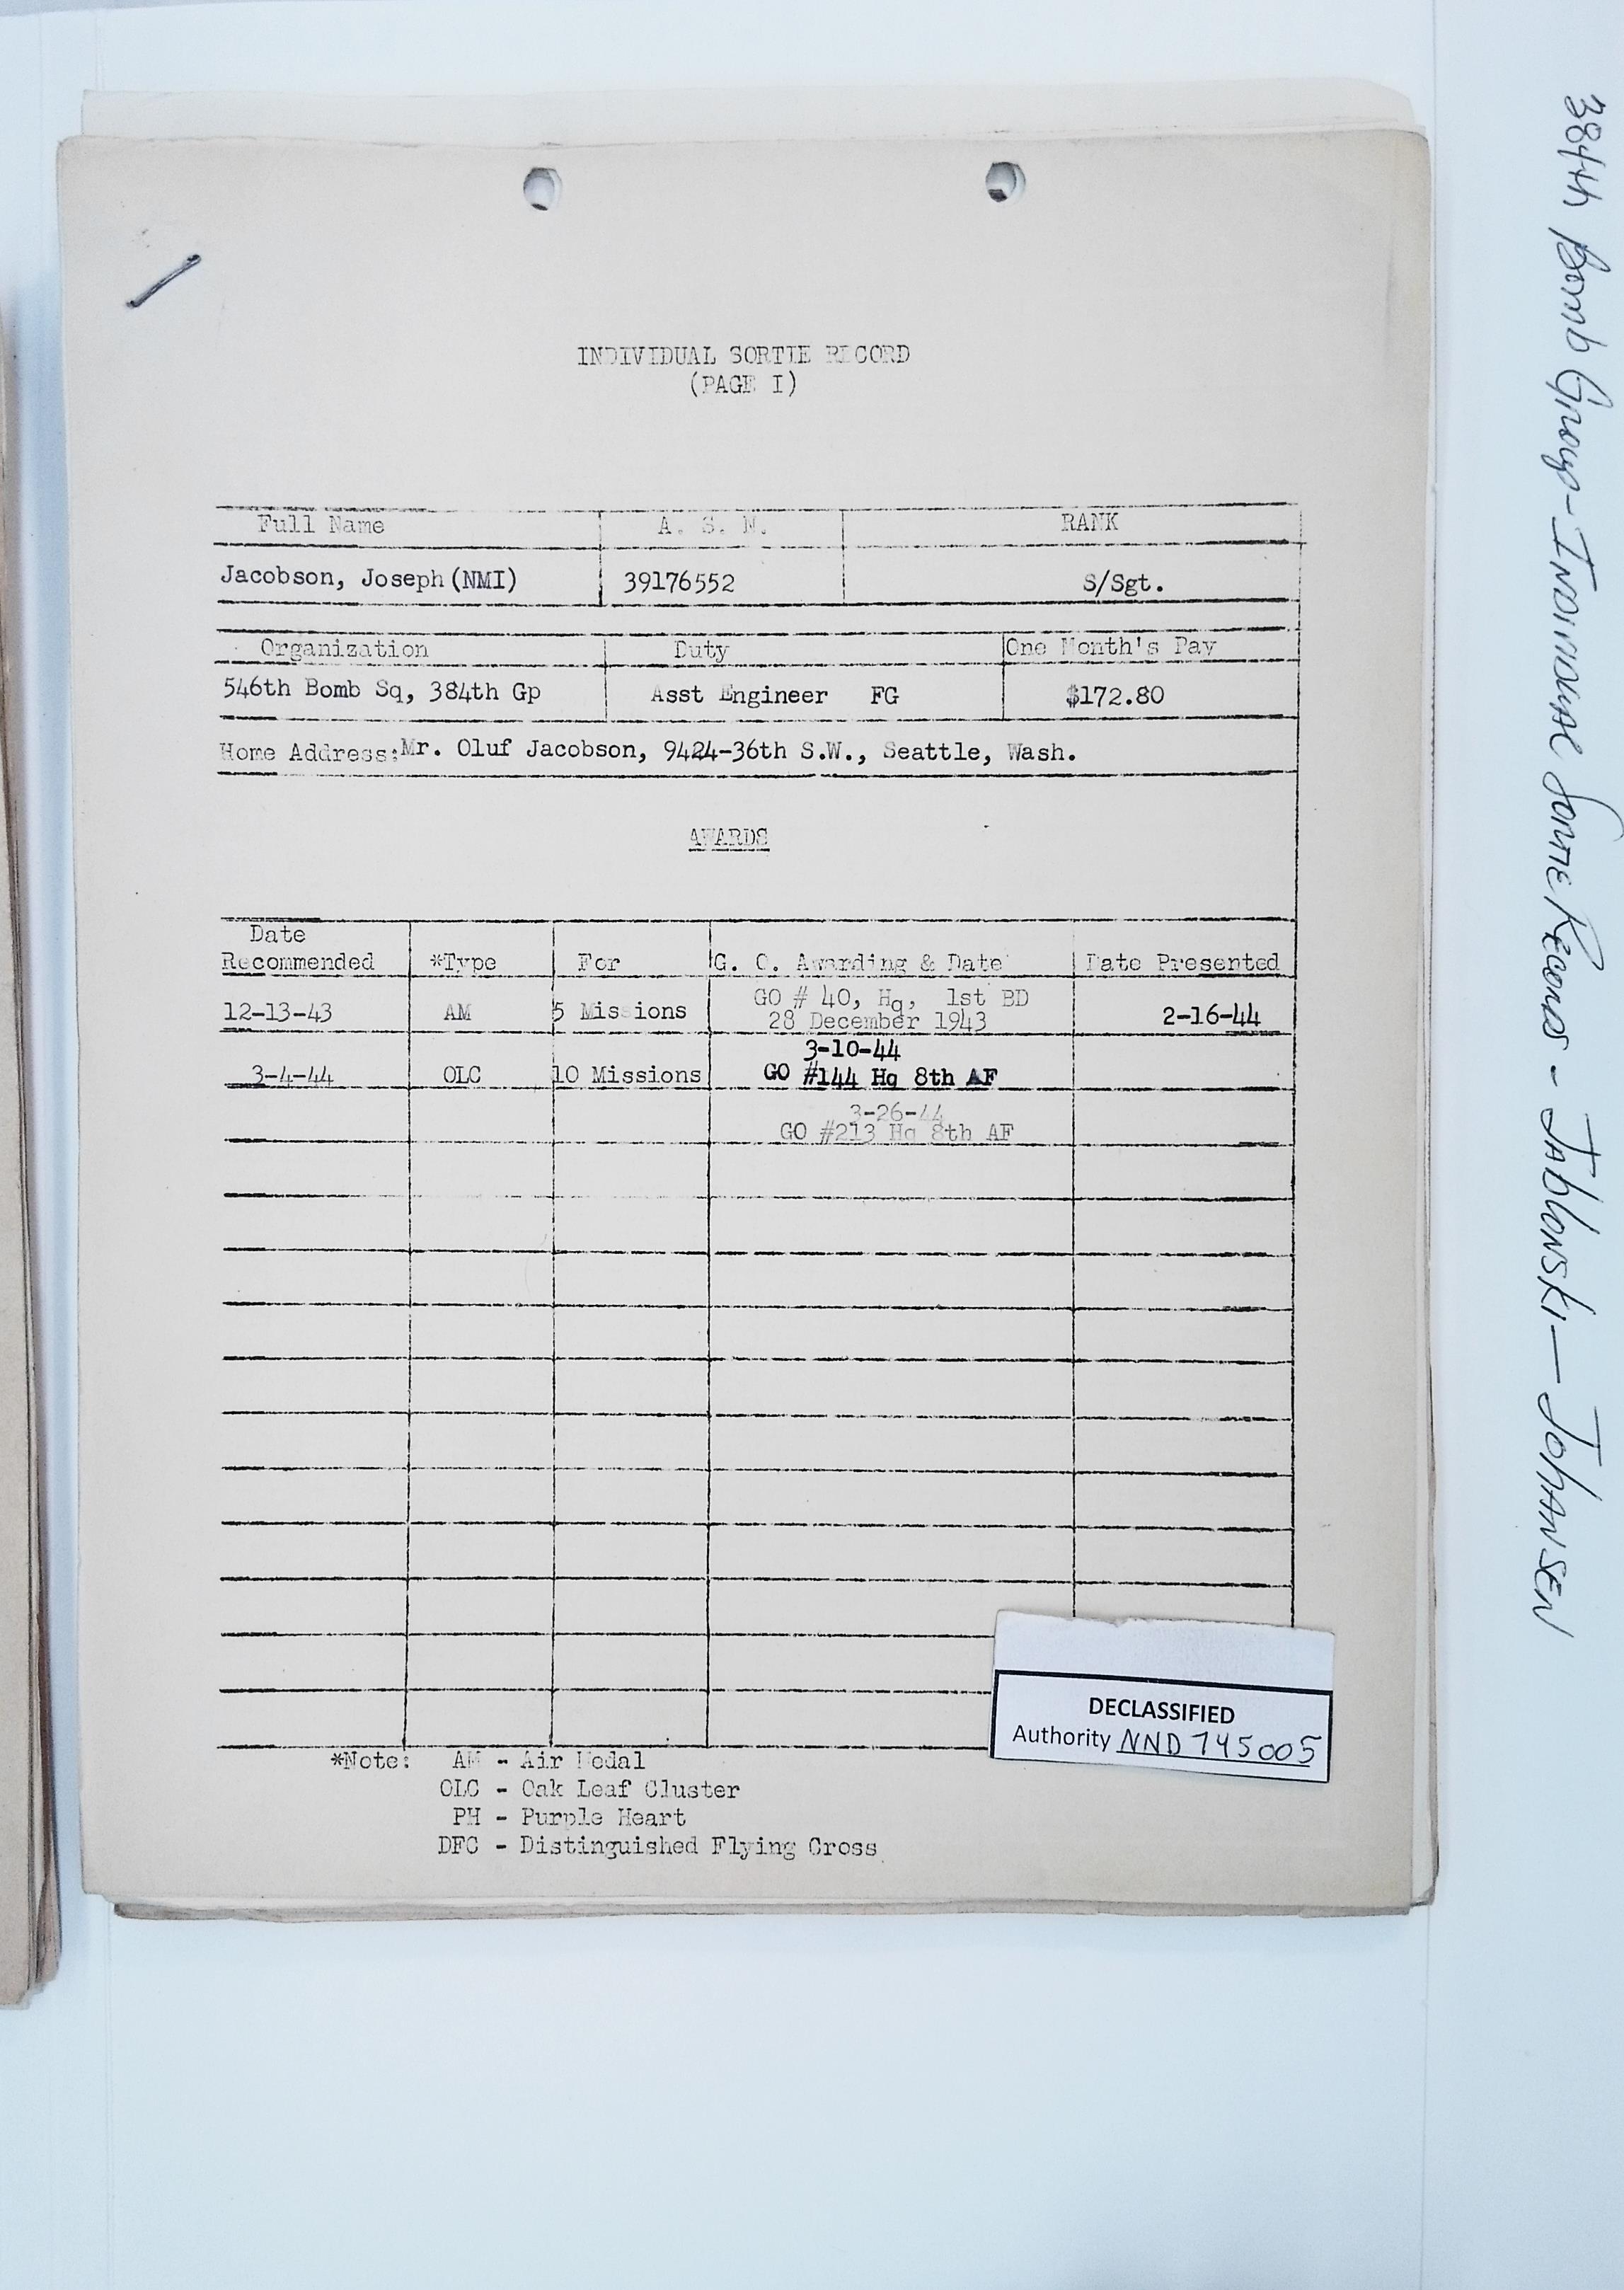 INDIVIDUAL SORTIE RECORD
(PAGE I)
Full Name A. S. N. RANK
Jacobson, Joseph (NMI) 39176552 S/Sgt.
Organization Duty One Month's Pay
546th Bomb Sq, 384th Gp Asst Engineer FG $172.80
Home Address: Mr. Oluf Jacobson, 9424-36th S.W., Seattle, Wash.
AWARDS
Date
Recommended *Type For G. O. Awarding & Date Date Presented
GO # 40, Hq, 1st BD
12-13-43 AM 5 Missions 28 December 1943 2-16-44
3-10-44
3-4-44 OLC 10 Missions GO #144 Hq 8th AF
3-26-44
GO #213 Hq 8th AF
DECLASSIFIED
Authority NND 745005
*Note: AM - Air Medal
OLC - Oak Leaf Cluster
PH - Purple Heart
DFC - Distinguished Flying Cross
384th Bomb Group - INDIVIDUAL SORTIE RECORDS - JABLONSKI — JOHANSEN